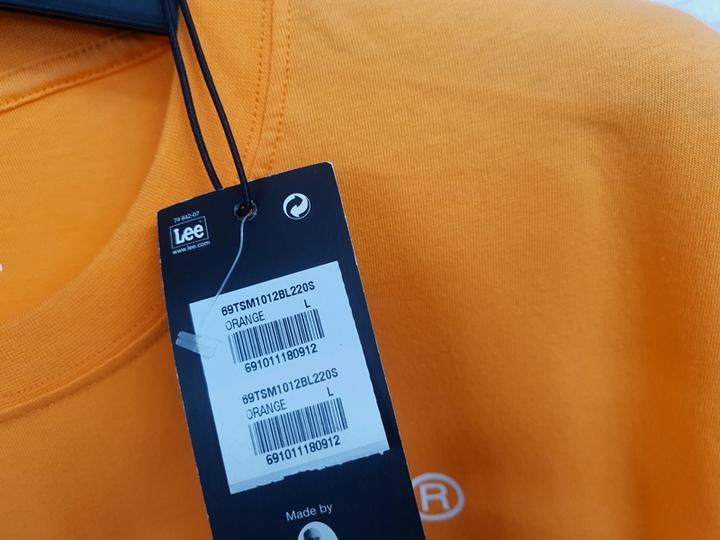 74 642-07
Lee
www.lee.com
69TSM1012BL220S
ORANGE L
691011180912
69TSM1012BL220S
ORANGE L
691011180912
Made by
®